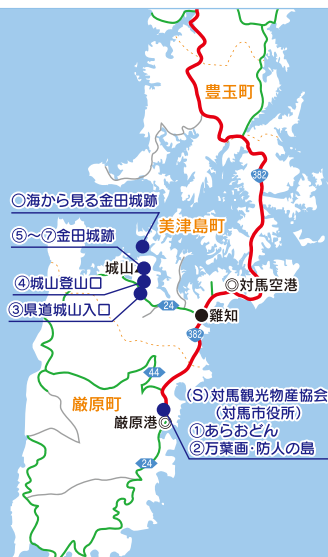 豊玉町
382
○海から見る金田城跡
美津島町
⑤～⑦金田城跡
城山
④城山登山口
◎対馬空港
③県道城山入口
24
雞知
382
44
(S)対馬観光物産協会
(対馬市役所)
厳原町
①あらおどん
厳原港◎
②万葉画・防人の島
24